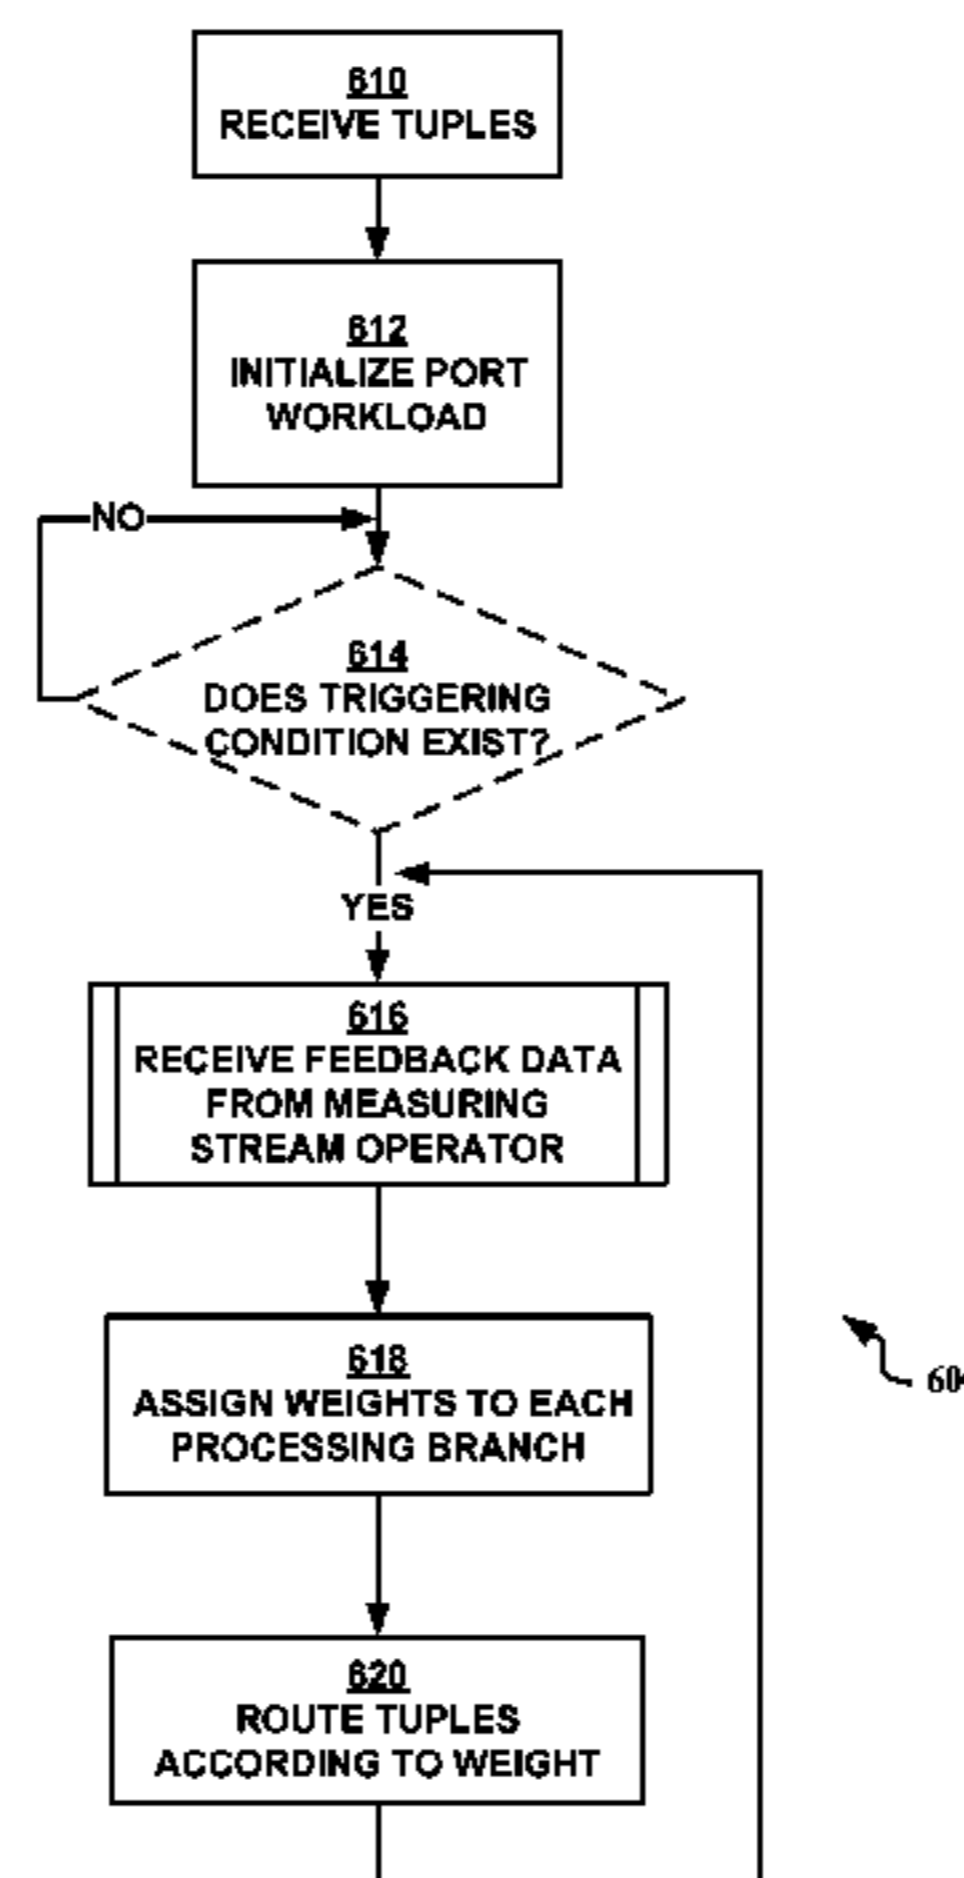 610
RECEIVE TUPLES
612
INITIALIZE PORT
WORKLOAD
NO
614
DOES TRIGGERING
CONDITION EXIST?
YES
616
RECEIVE FEEDBACK DATA
FROM MEASURING
STREAM OPERATOR
618
ASSIGN WEIGHTS TO EACH
PROCESSING BRANCH
620
ROUTE TUPLES
ACCORDING TO WEIGHT